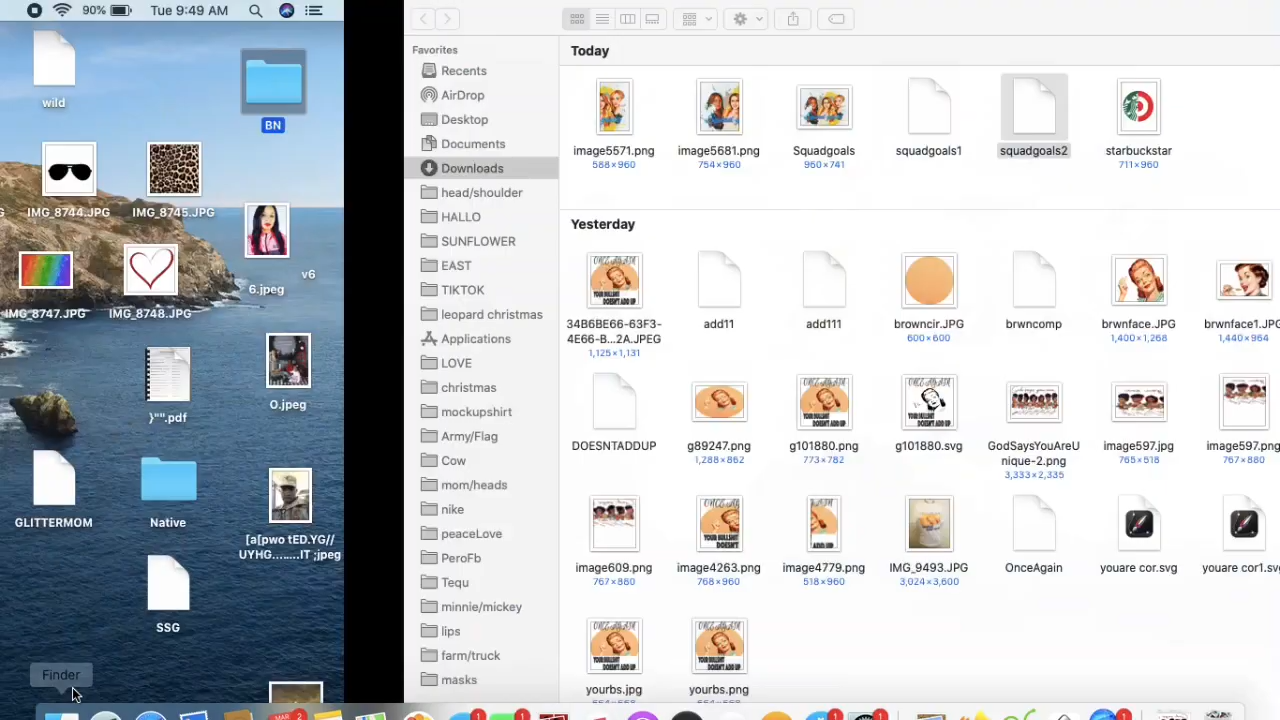 90%
Tue 9:49 AM
wild
BN
IMG_8744.JPG
IMG_8745.JPG
v6
6.jpeg
IMG_8747.JPG
IMG_8748.JPG
}"".pdf
O.jpeg
GLITTERMOM
Native
[a[pwo tED.YG//
UYHG........IT ;jpeg
SSG
Finder
MAR
2
Favorites
Recents
AirDrop
Desktop
Documents
Downloads
head/shoulder
HALLO
SUNFLOWER
EAST
TIKTOK
leopard christmas
Applications
LOVE
christmas
mockupshirt
Army/Flag
Cow
mom/heads
nike
peaceLove
PeroFb
Tequ
minnie/mickey
lips
farm/truck
masks
Today
image5571.png
588×960
image5681.png
754×960
Squadgoals
960×741
squadgoals1
squadgoals2
starbuckstar
711×960
Yesterday
34B6BE66-63F3-
4E66-B...2A.JPEG
1,125×1,131
add11
add111
browncir.JPG
600×600
brwncomp
brwnface.JPG
1,400×1,268
brwnface1.JPG
1,440×964
DOESNTADDUP
g89247.png
1,288×862
g101880.png
773×782
g101880.svg
GodSaysYouAreU
nique-2.png
3,333×2,335
image597.jpg
765×518
image597.png
767×880
image609.png
767×880
image4263.png
768×960
image4779.png
518×960
IMG_9493.JPG
3,024×3,600
OnceAgain
youare cor.svg
youare cor1.svg
yourbs.jpg
yourbs.png